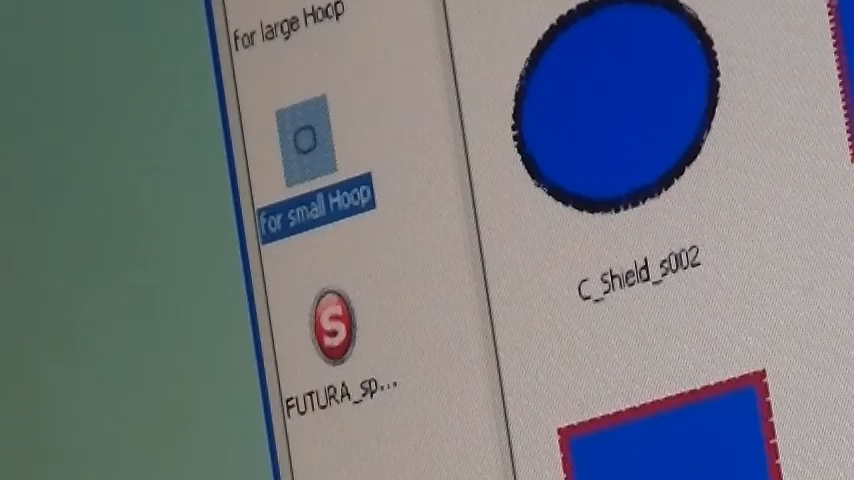 for large Hoop
for small Hoop
S
FUTURA_sp...
C_Shield_s002